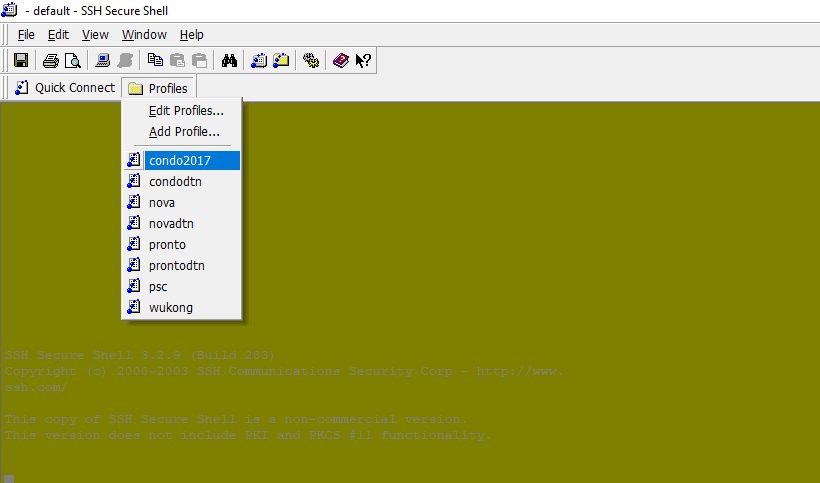 - default - SSH Secure Shell
File Edit View Window Help
Quick Connect Profiles
Edit Profiles...
Add Profile...
condo2017
condodtn
nova
novadtn
pronto
prontodtn
psc
wukong
SSH Secure Shell 3.2.9 (Build 283)
Copyright (c) 2000-2003 SSH Communications Security Corp - http://www.
ssh.com/
This copy of SSH Secure Shell is a non-commercial version.
This version does not include PKI and PKCS #11 functionality.